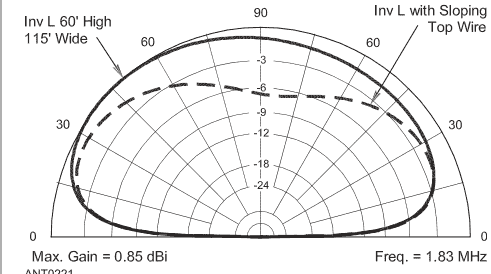 90
Inv L 60' High
115' Wide
Inv L with Sloping
Top Wire
60
60
-3
-6
-9
-12
-18
-24
30
30
0
0
Max. Gain = 0.85 dBi
Freq. = 1.83 MHz
ANT0221